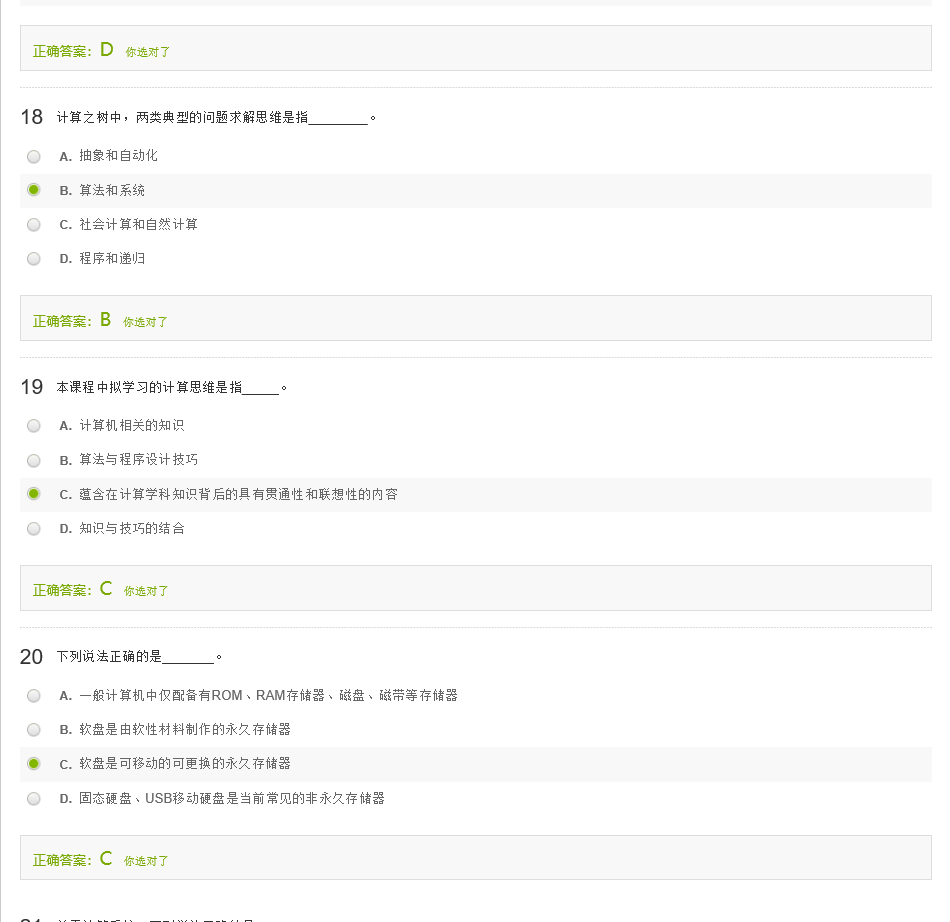 正确答案: D 你选对了
18 计算之树中，两类典型的问题求解思维是指_________。
A. 抽象和自动化
B. 算法和系统
C. 社会计算和自然计算
D. 程序和递归
正确答案: B 你选对了
19 本课程中拟学习的计算思维是指_____。
A. 计算机相关的知识
B. 算法与程序设计技巧
C. 蕴含在计算学科知识背后的具有贯通性和联想性的内容
D. 知识与技巧的结合
正确答案: C 你选对了
20 下列说法正确的是_______。
A. 一般计算机中仅配备有ROM、RAM存储器、磁盘、磁带等存储器
B. 软盘是由软性材料制作的永久存储器
C. 软盘是可移动的可更换的永久存储器
D. 固态硬盘、USB移动硬盘是当前常见的非永久存储器
正确答案: C 你选对了